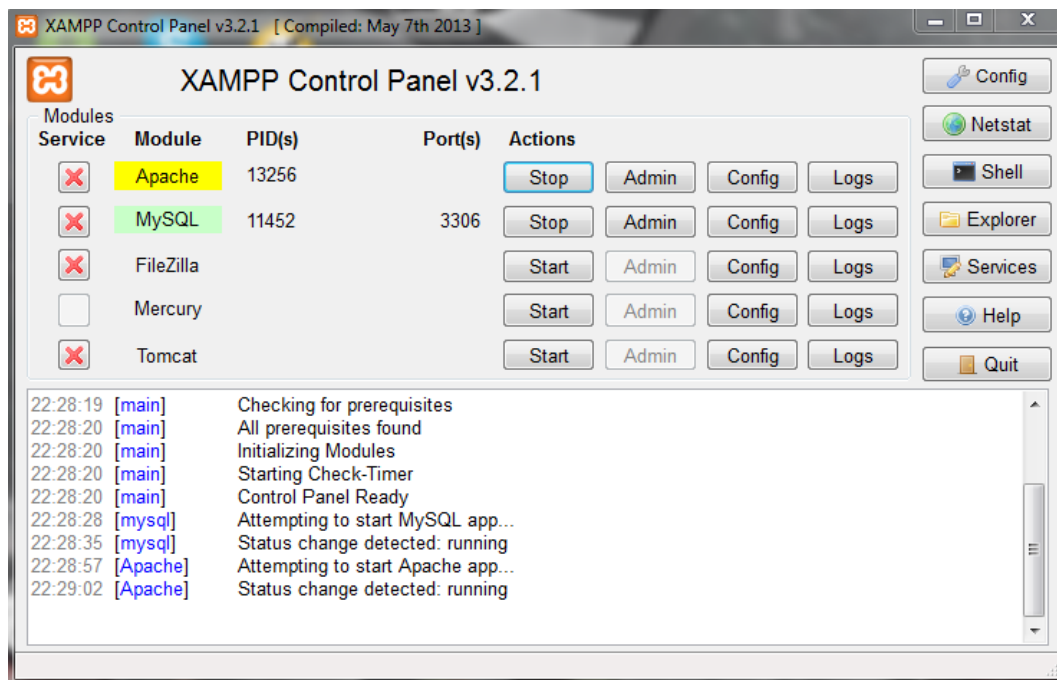 XAMPP Control Panel v3.2.1 [ Compiled: May 7th 2013 ]
XAMPP Control Panel v3.2.1
Config
Modules
Netstat
Service Module PID(s) Port(s) Actions
Apache 13256 Stop Admin Config Logs
Shell
MySQL 11452 3306 Stop Admin Config Logs
Explorer
FileZilla Start Admin Config Logs
Services
Mercury Start Admin Config Logs
Help
Tomcat Start Admin Config Logs
Quit
22:28:19 [main] Checking for prerequisites
22:28:20 [main] All prerequisites found
22:28:20 [main] Initializing Modules
22:28:20 [main] Starting Check-Timer
22:28:20 [main] Control Panel Ready
22:28:28 [mysql] Attempting to start MySQL app...
22:28:35 [mysql] Status change detected: running
22:28:57 [Apache] Attempting to start Apache app...
22:29:02 [Apache] Status change detected: running